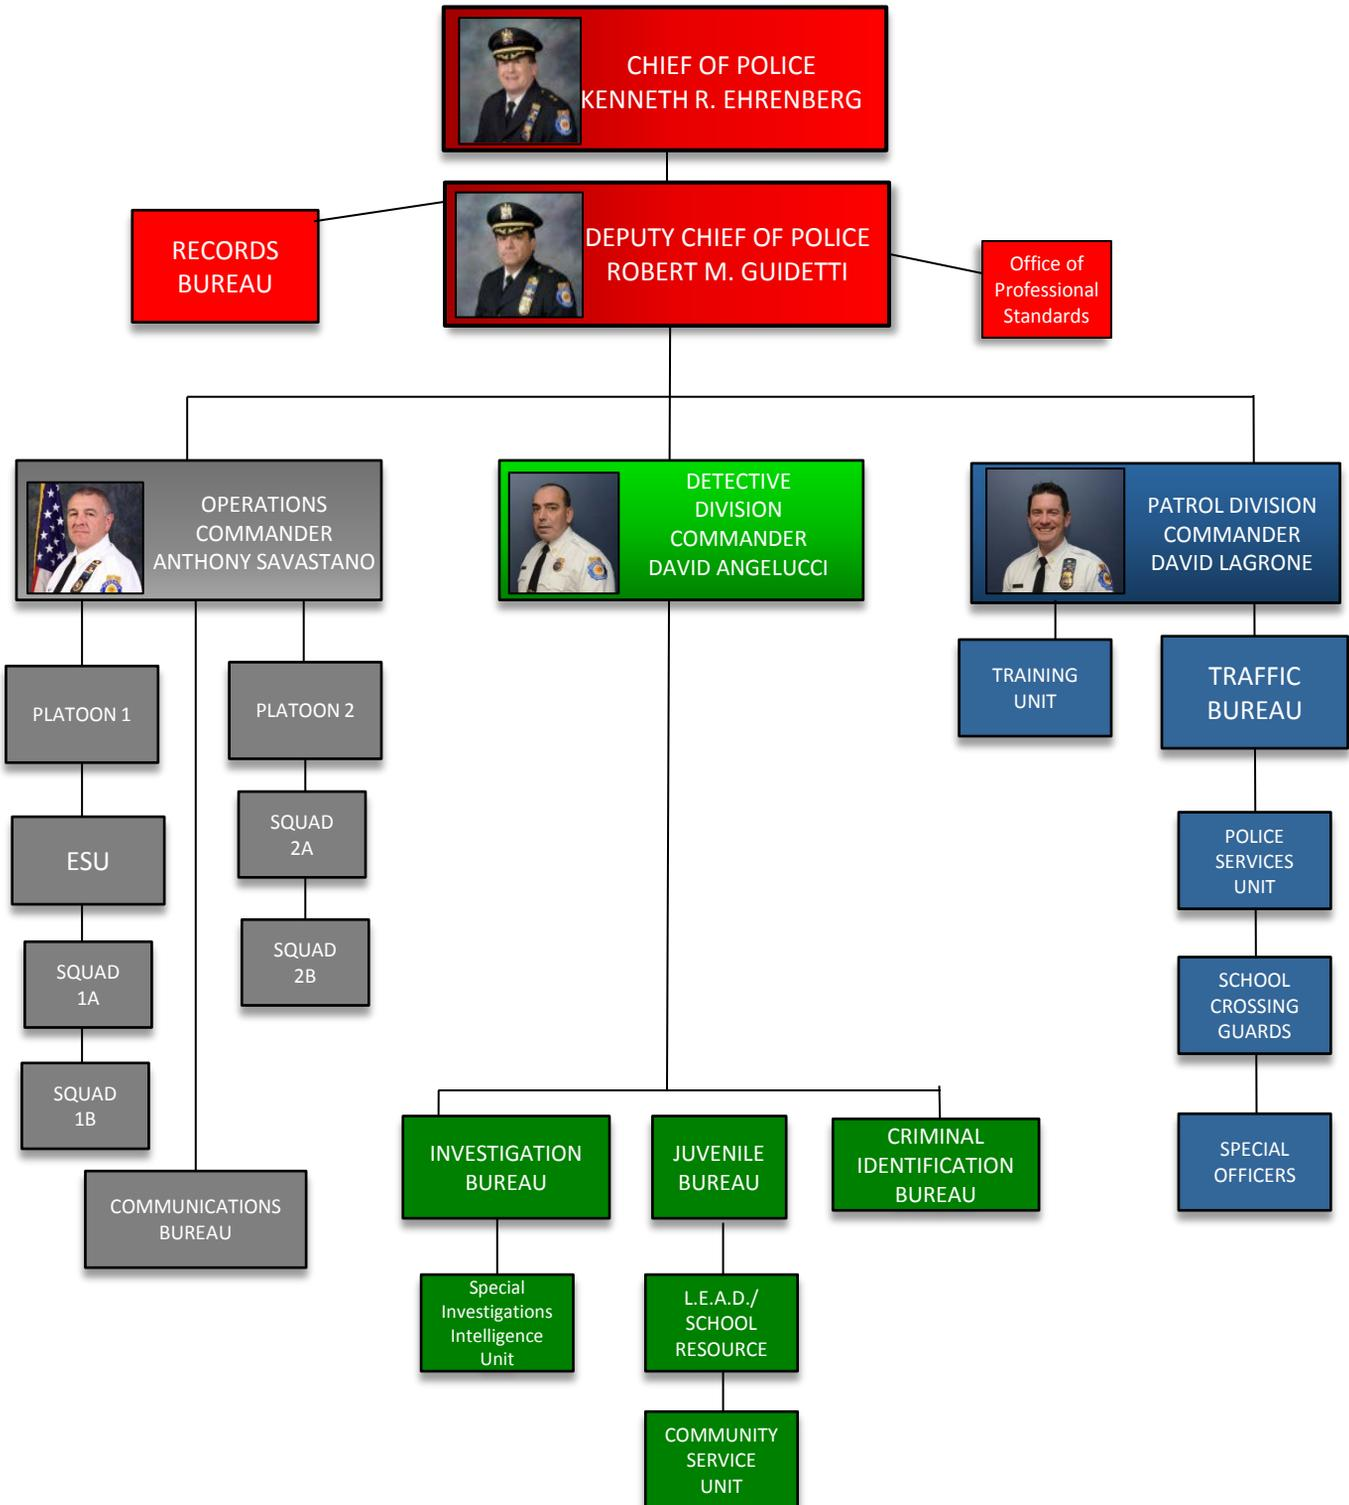 CHIEF OF POLICE
KENNETH R. EHRENBERG
RECORDS
BUREAU
DEPUTY CHIEF OF POLICE
ROBERT M. GUIDETTI
Office of
Professional
Standards
OPERATIONS
COMMANDER
ANTHONY SAVASTANO
DETECTIVE
DIVISION
COMMANDER
DAVID ANGELUCCI
PATROL DIVISION
COMMANDER
DAVID LAGRONE
PLATOON 1
PLATOON 2
TRAINING
UNIT
TRAFFIC
BUREAU
ESU
SQUAD
2A
POLICE
SERVICES
UNIT
SQUAD
1A
SQUAD
2B
SCHOOL
CROSSING
GUARDS
SQUAD
1B
COMMUNICATIONS
BUREAU
INVESTIGATION
BUREAU
JUVENILE
BUREAU
CRIMINAL
IDENTIFICATION
BUREAU
SPECIAL
OFFICERS
Special
Investigations
Intelligence
Unit
L.E.A.D./
SCHOOL
RESOURCE
COMMUNITY
SERVICE
UNIT